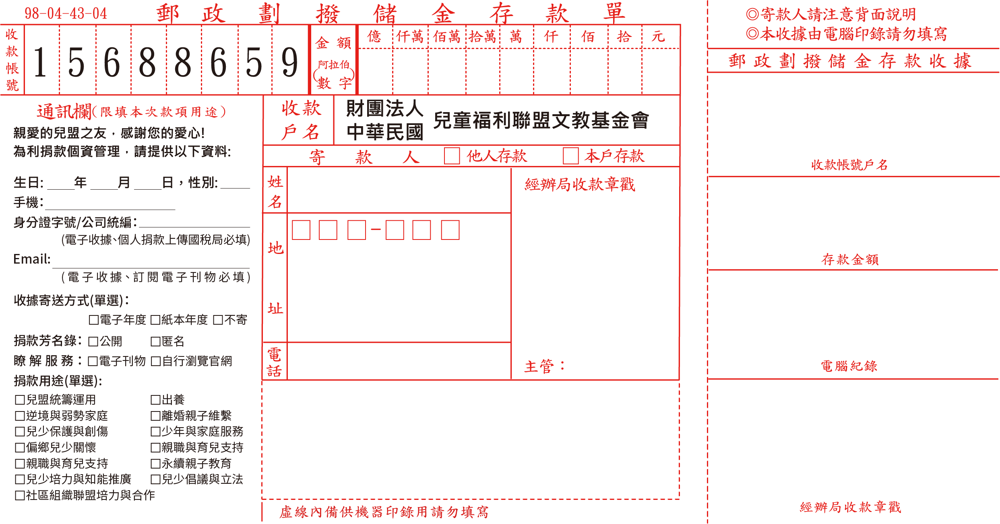 98-04-43-04 郵政劃撥儲金存款單
收款帳號 1 5 6 8 8 6 5 9
金額(阿拉伯數字) 億 仟萬 佰萬 拾萬 萬 仟 佰 拾 元
通訊欄(限填本次款項用途)
親愛的兒盟之友，感謝您的愛心!
為利捐款個資管理，請提供以下資料:
生日: ____年 ____月 ____日，性別: ____
手機：
身分證字號/公司統編：
(電子收據、個人捐款上傳國稅局必填)
Email:
(電子收據、訂閱電子刊物必填)
收據寄送方式(單選)：
□電子年度 □紙本年度 □不寄
捐款芳名錄： □公開 □匿名
瞭解服務： □電子刊物 □自行瀏覽官網
捐款用途(單選):
□兒盟統籌運用 □出養
□逆境與弱勢家庭 □離婚親子維繫
□兒少保護與創傷 □少年與家庭服務
□偏鄉兒少關懷 □親職與育兒支持
□親職與育兒支持 □永續親子教育
□兒少培力與知能推廣 □兒少倡議與立法
□社區組織聯盟培力與合作
收款戶名
財團法人
中華民國
兒童福利聯盟文教基金會
寄款人 □他人存款 □本戶存款
姓名
地址
□□□-□□□
電話
經辦局收款章戳
主管：
虛線內備供機器印錄用請勿填寫
◎寄款人請注意背面說明
◎本收據由電腦印錄請勿填寫
郵政劃撥儲金存款收據
收款帳號戶名
存款金額
電腦紀錄
經辦局收款章戳